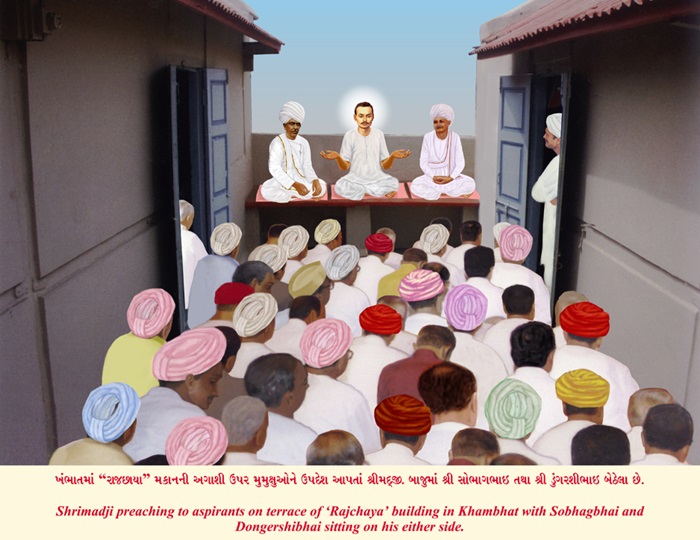 ખંભાતમાં “રાજછાયા” મકાનની અગાશી ઉપર મુમુક્ષુઓને ઉપદેશ આપતાં શ્રીમદ્‌જી. બાજુમાં શ્રી સોભાગભાઇ તથા શ્રી ડુંગરશીભાઇ બેઠેલા છે.
Shrimadji preaching to aspirants on terrace of ‘Rajchaya’ building in Khambhat with Sobhagbhai and
Dongershibhai sitting on his either side.